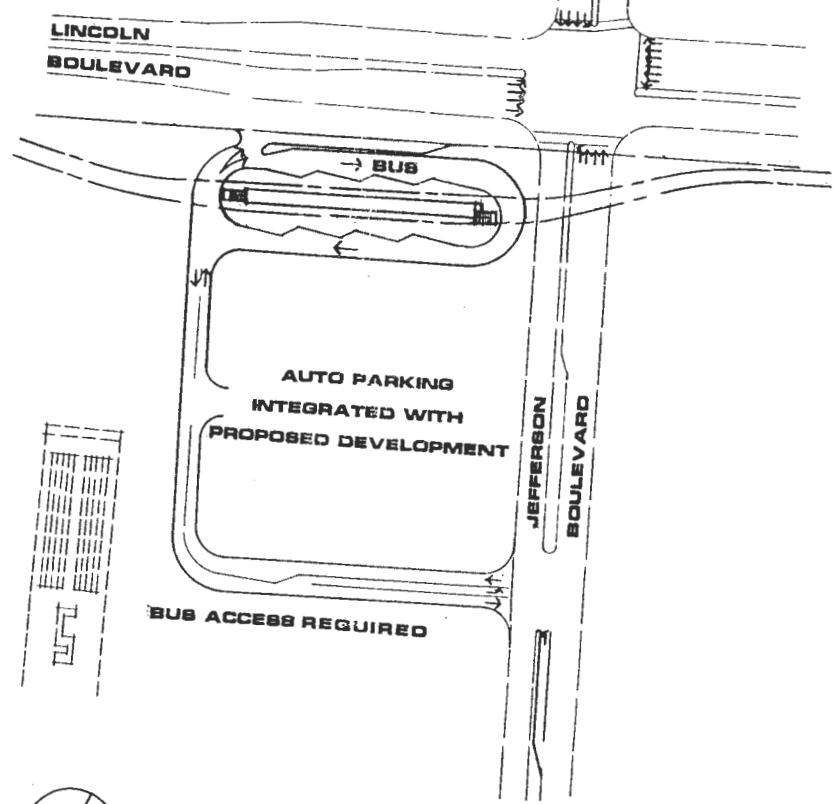 LINCOLN
BOULEVARD
BUS
AUTO PARKING
INTEGRATED WITH
PROPOSED DEVELOPMENT
JEFFERSON
BOULEVARD
BUS ACCESS REQUIRED